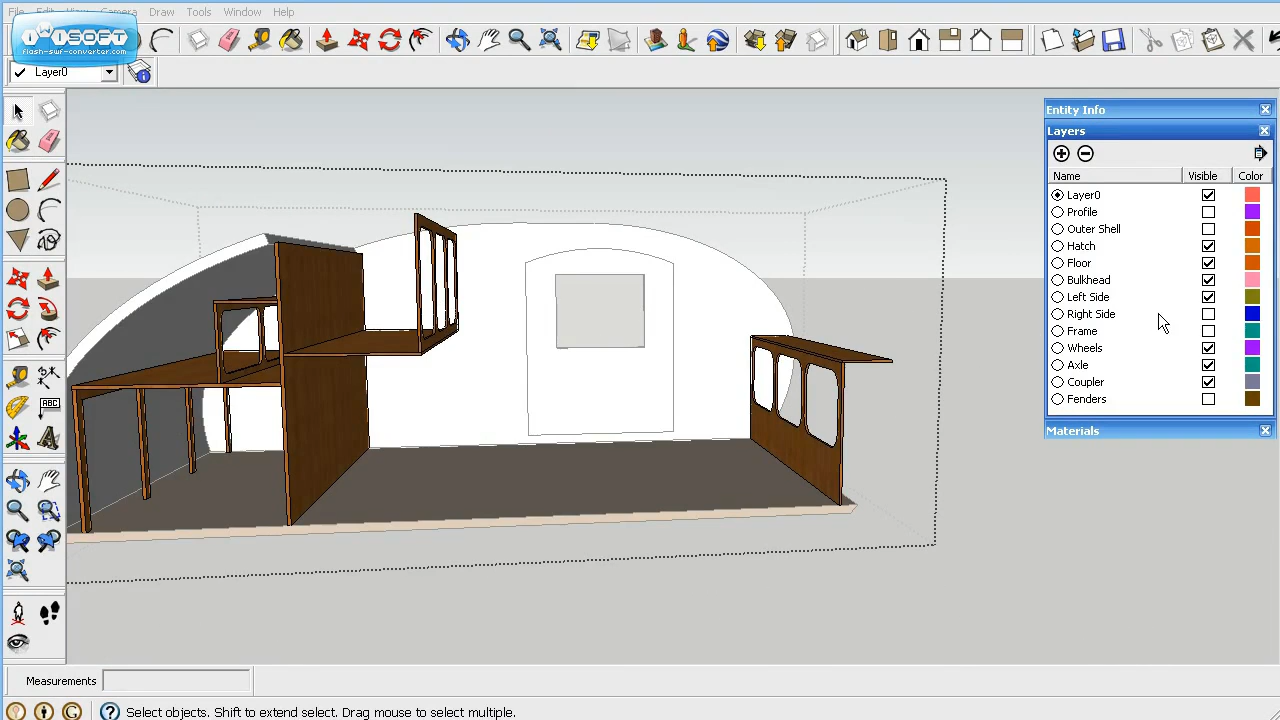 File Edit View Camera Draw Tools Window Help
iWiSOFT
flash-swf-converter.com
Layer0
Entity Info
Layers
Name Visible Color
Layer0
Profile
Outer Shell
Hatch
Floor
Bulkhead
Left Side
Right Side
Frame
Wheels
Axle
Coupler
Fenders
Materials
ABC
Measurements
Select objects. Shift to extend select. Drag mouse to select multiple.